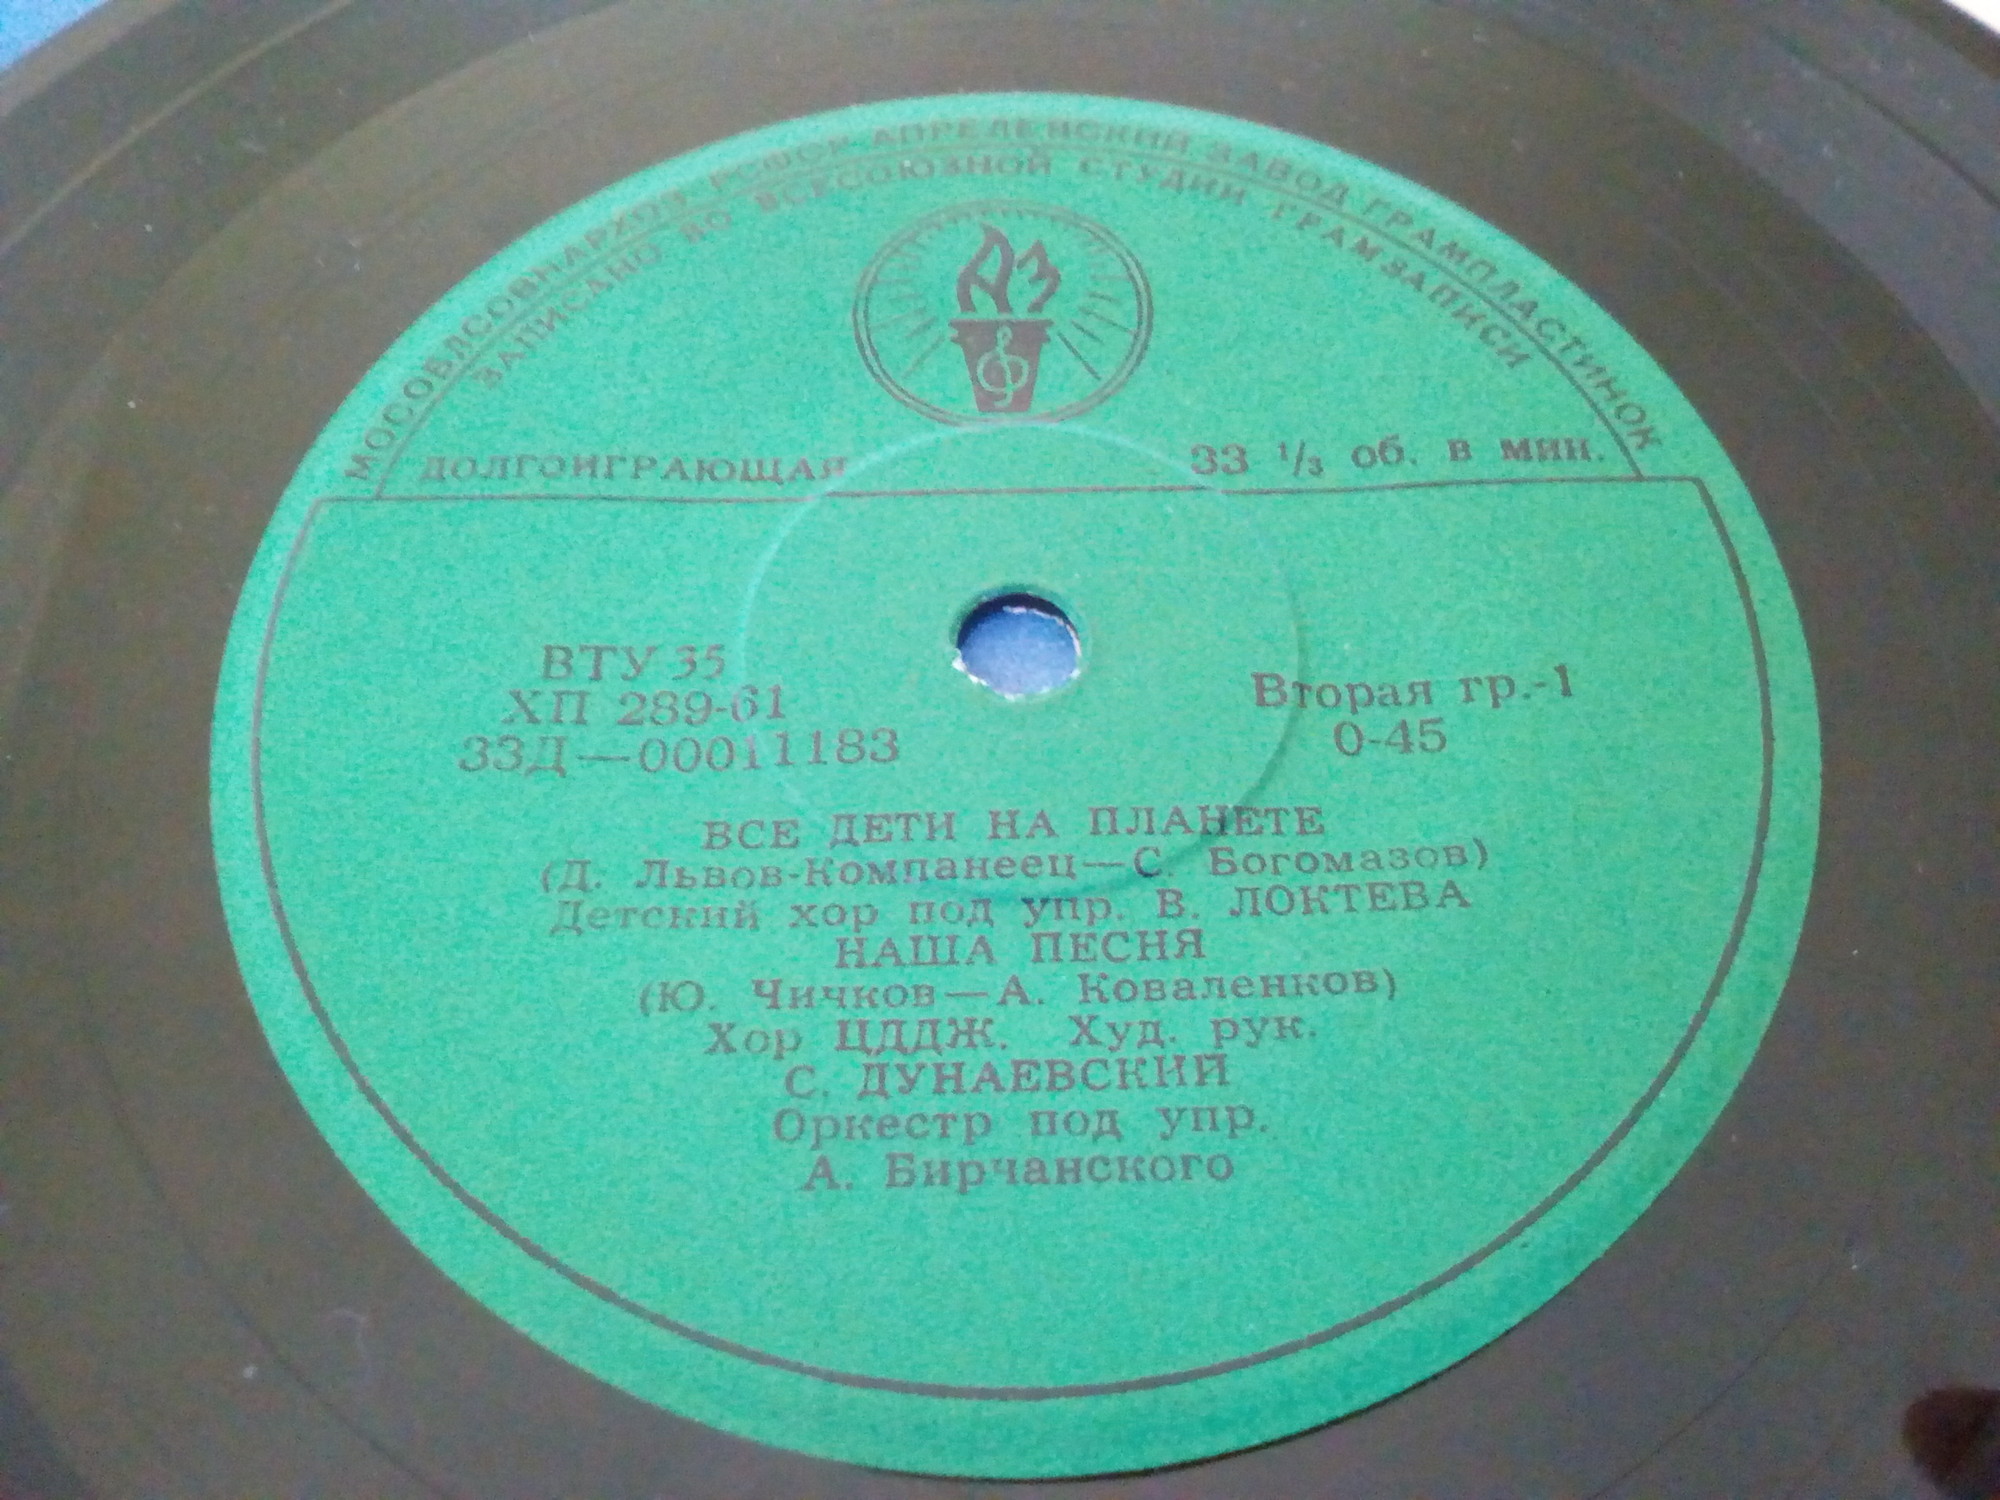 МОСОБЛСОВНАРХОЗ РСФСР АПРЕЛЕВСКИЙ ЗАВОД ГРАМПЛАСТИНОК
ЗАПИСАНО ВО ВСЕСОЮЗНОЙ СТУДИИ ГРАМЗАПИСИ
АЗ
ДОЛГОИГРАЮЩАЯ 33 ⅓ об. в мин.
ВТУ 35
ХП 289-61
33Д—00011183
Вторая гр.-1
0-45
ВСЕ ДЕТИ НА ПЛАНЕТЕ
(Д. Львов-Компанеец—С. Богомазов)
Детский хор под упр. В. ЛОКТЕВА
НАША ПЕСНЯ
(Ю. Чичков—А. Коваленков)
Хор ЦДДЖ. Худ. рук.
С. ДУНАЕВСКИЙ
Оркестр под упр.
А. Бирчанского